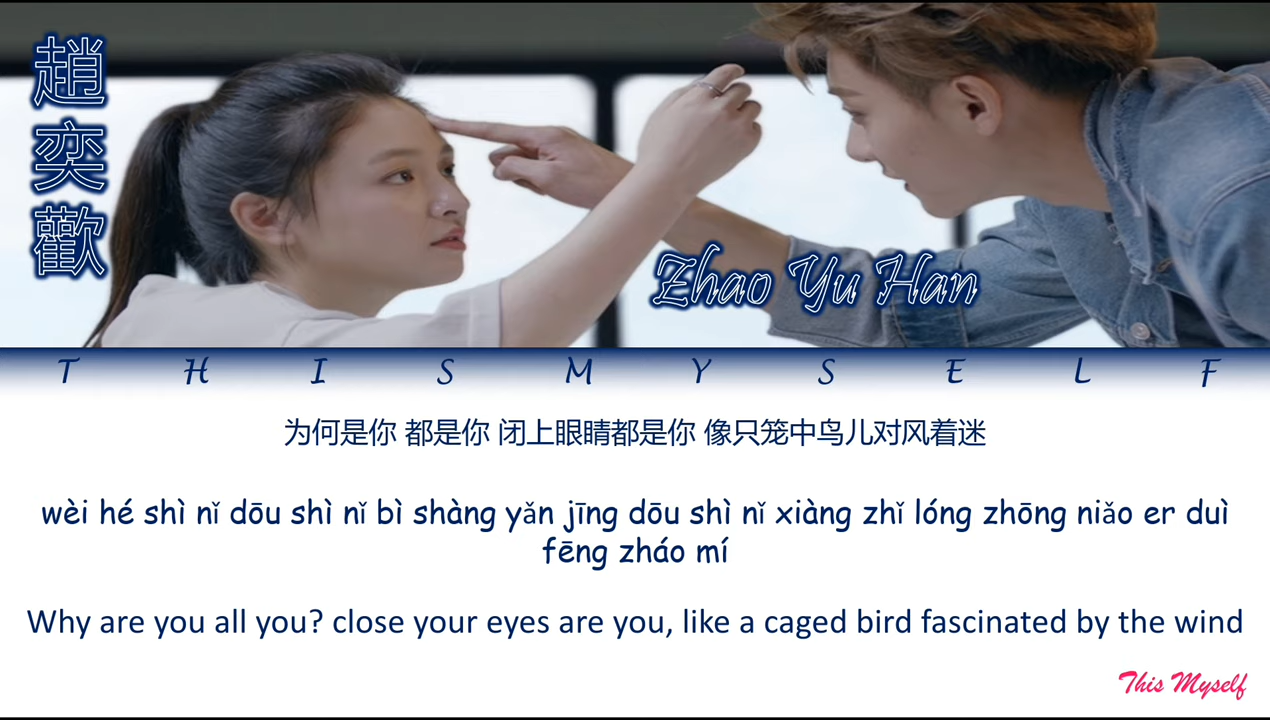 趙奕歡
Zhao Yu Han
T H I S M Y S E L F
为何是你 都是你 闭上眼睛都是你 像只笼中鸟儿对风着迷
wèi hé shì nǐ dōu shì nǐ bì shàng yǎn jīng dōu shì nǐ xiàng zhǐ lóng zhōng niǎo er duì
fēng zháo mí
Why are you all you? close your eyes are you, like a caged bird fascinated by the wind
This Myself